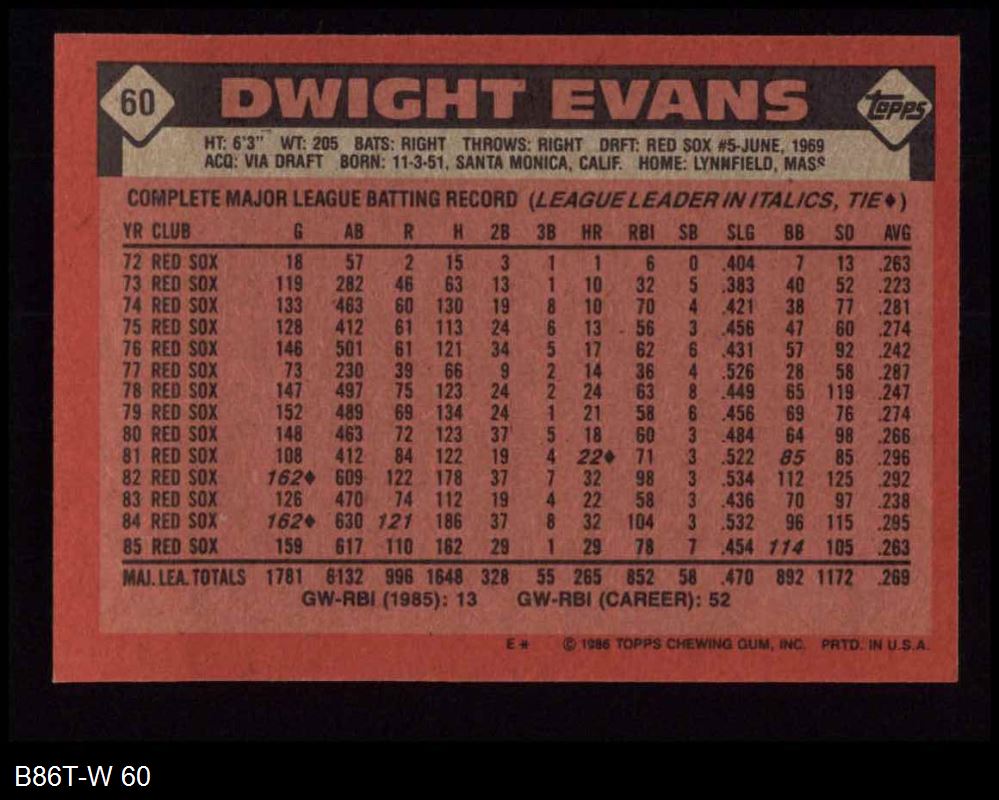 60 DWIGHT EVANS Topps
HT: 6'3" WT: 205 BATS: RIGHT THROWS: RIGHT DRFT: RED SOX #5-JUNE, 1969
ACQ: VIA DRAFT BORN: 11-3-51, SANTA MONICA, CALIF. HOME: LYNNFIELD, MASS
COMPLETE MAJOR LEAGUE BATTING RECORD (LEAGUE LEADER IN ITALICS, TIE♦)
YR CLUB G AB R H 2B 3B HR RBI SB SLG BB SO AVG
72 RED SOX 18 57 2 15 3 1 1 6 0 .404 7 13 .263
73 RED SOX 119 282 46 63 13 1 10 32 5 .383 40 52 .223
74 RED SOX 133 463 60 130 19 8 10 70 4 .421 38 77 .281
75 RED SOX 128 412 61 113 24 6 13 56 3 .456 47 60 .274
76 RED SOX 146 501 61 121 34 5 17 62 6 .431 57 92 .242
77 RED SOX 73 230 39 66 9 2 14 36 4 .526 28 58 .287
78 RED SOX 147 497 75 123 24 2 24 63 8 .449 65 119 .247
79 RED SOX 152 489 69 134 24 1 21 58 6 .456 69 76 .274
80 RED SOX 148 463 72 123 37 5 18 60 3 .484 64 98 .266
81 RED SOX 108 412 84 122 19 4 22♦ 71 3 .522 85 85 .296
82 RED SOX 162♦ 609 122 178 37 7 32 98 3 .534 112 125 .292
83 RED SOX 126 470 74 112 19 4 22 58 3 .436 70 97 .238
84 RED SOX 162♦ 630 121 186 37 8 32 104 3 .532 96 115 .295
85 RED SOX 159 617 110 162 29 1 29 78 7 .454 114 105 .263
MAJ. LEA. TOTALS 1781 6132 996 1648 328 55 265 852 58 .470 892 1172 .269
GW-RBI (1985): 13 GW-RBI (CAREER): 52
E* © 1986 TOPPS CHEWING GUM, INC. PRTD. IN U.S.A.
B86T-W 60